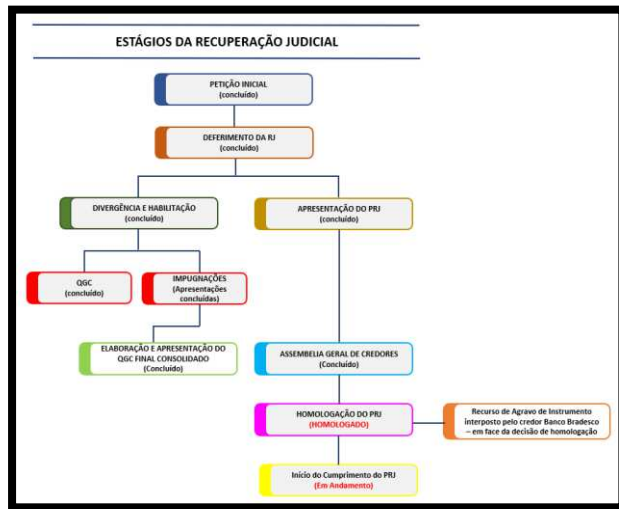 ESTÁGIOS DA RECUPERAÇÃO JUDICIAL
PETIÇÃO INICIAL
(concluído)
DEFERIMENTO DA RJ
(concluído)
DIVERGÊNCIA E HABILITAÇÃO
(concluído)
APRESENTAÇÃO DO PRJ
(concluído)
QGC
(concluído)
IMPUGNAÇÕES
(Apresentações
concluídas)
ELABORAÇÃO E APRESENTAÇÃO DO
QGC FINAL CONSOLIDADO
(Concluído)
ASSEMBELIA GERAL DE CREDORES
(Concluído)
HOMOLOGAÇÃO DO PRJ
(HOMOLOGADO)
Recurso de Agravo de Instrumento
interposto pelo credor Banco Bradesco
– em face da decisão de homologação
Início do Cumprimento do PRJ
(Em Andamento)